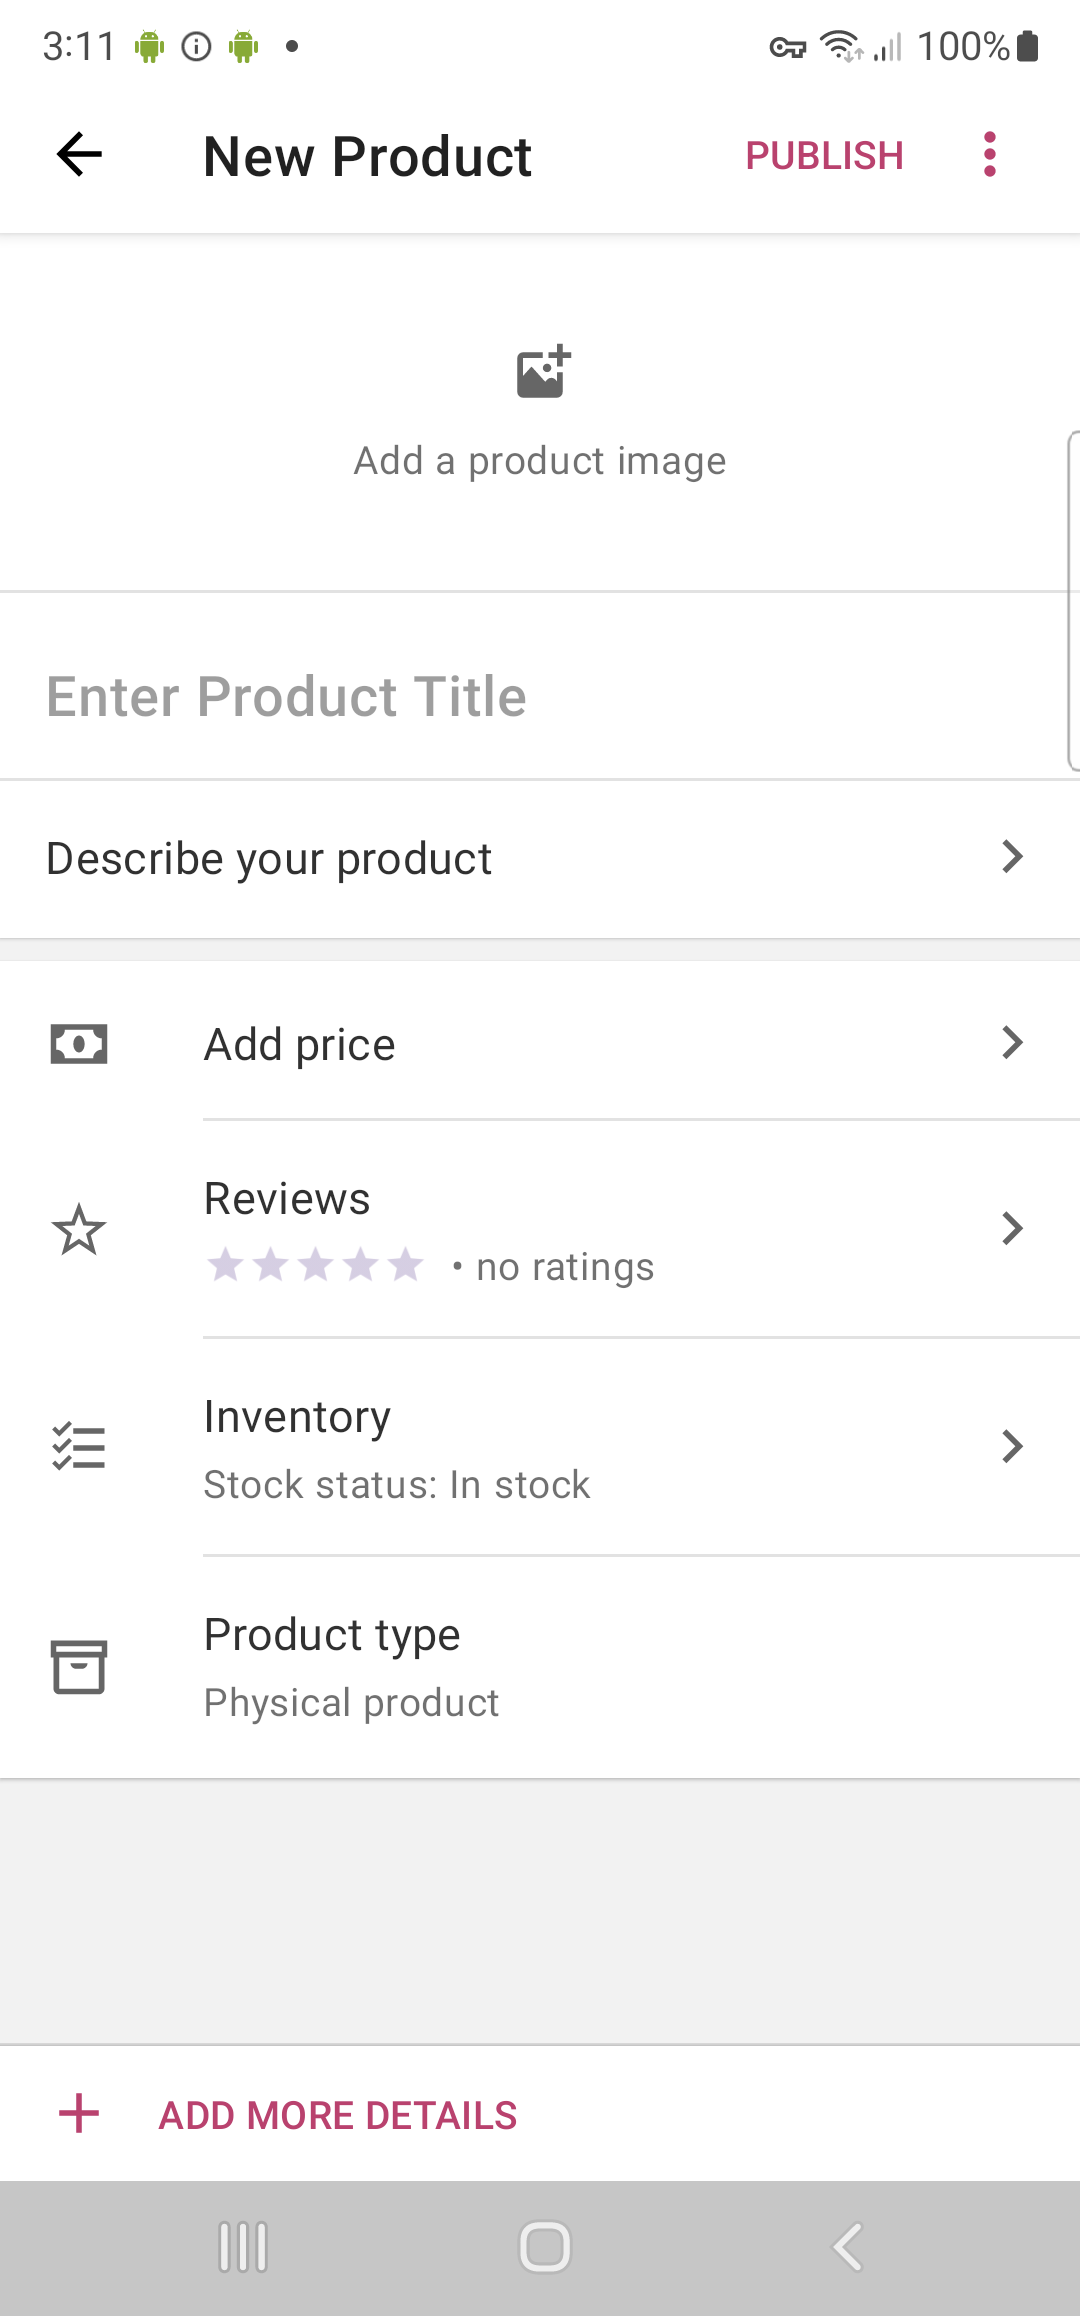 3:11
100%
New Product
PUBLISH
Add a product image
Enter Product Title
Describe your product
Add price
Reviews
• no ratings
Inventory
Stock status: In stock
Product type
Physical product
ADD MORE DETAILS